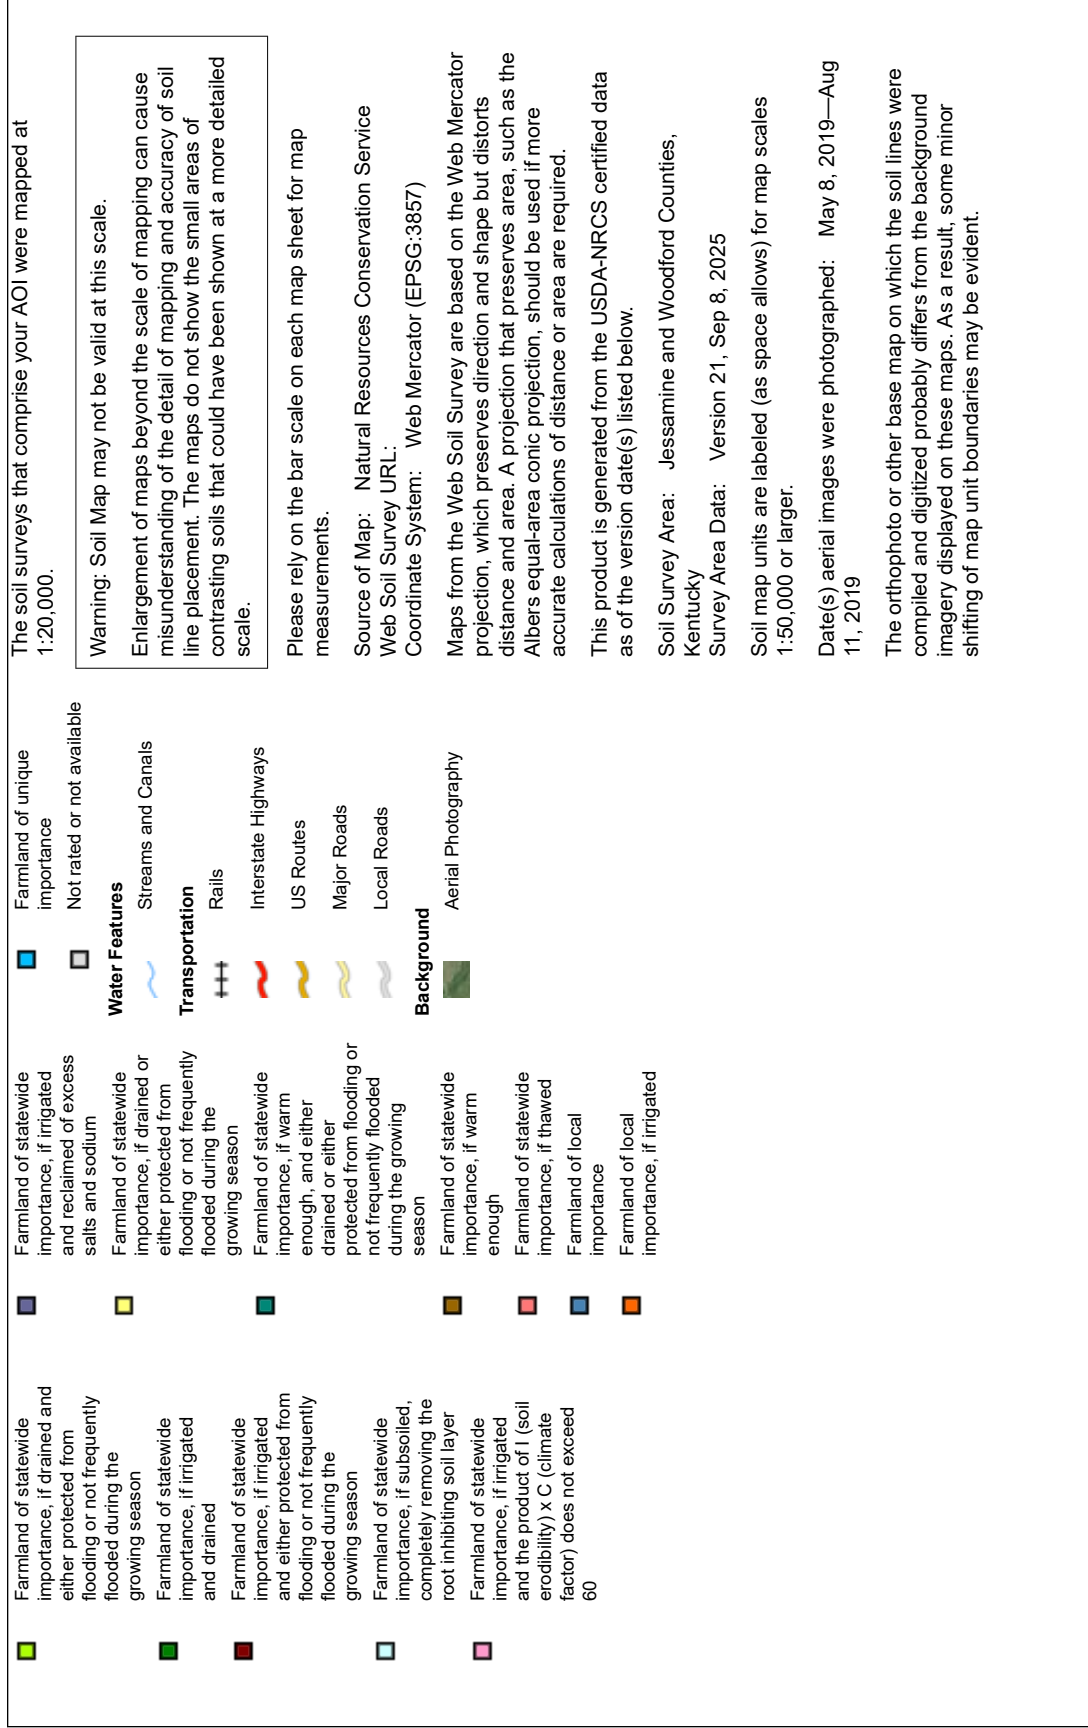 Farmland of statewide
importance, if drained and
either protected from
flooding or not frequently
flooded during the
growing season
Farmland of statewide
importance, if irrigated
and drained
Farmland of statewide
importance, if irrigated
and either protected from
flooding or not frequently
flooded during the
growing season
Farmland of statewide
importance, if subsoiled,
completely removing the
root inhibiting soil layer
Farmland of statewide
importance, if irrigated
and the product of I (soil
erodibility) x C (climate
factor) does not exceed
60
Farmland of statewide
importance, if irrigated
and reclaimed of excess
salts and sodium
Farmland of statewide
importance, if drained or
either protected from
flooding or not frequently
flooded during the
growing season
Farmland of statewide
importance, if warm
enough, and either
drained or either
protected from flooding or
not frequently flooded
during the growing
season
Farmland of statewide
importance, if warm
enough
Farmland of statewide
importance, if thawed
Farmland of local
importance
Farmland of local
importance, if irrigated
Farmland of unique
importance
Not rated or not available
Water Features
Streams and Canals
Transportation
Rails
Interstate Highways
US Routes
Major Roads
Local Roads
Background
Aerial Photography
The soil surveys that comprise your AOI were mapped at
1:20,000.
Warning: Soil Map may not be valid at this scale.
Enlargement of maps beyond the scale of mapping can cause
misunderstanding of the detail of mapping and accuracy of soil
line placement. The maps do not show the small areas of
contrasting soils that could have been shown at a more detailed
scale.
Please rely on the bar scale on each map sheet for map
measurements.
Source of Map: Natural Resources Conservation Service
Web Soil Survey URL:
Coordinate System: Web Mercator (EPSG:3857)
Maps from the Web Soil Survey are based on the Web Mercator
projection, which preserves direction and shape but distorts
distance and area. A projection that preserves area, such as the
Albers equal-area conic projection, should be used if more
accurate calculations of distance or area are required.
This product is generated from the USDA-NRCS certified data
as of the version date(s) listed below.
Soil Survey Area: Jessamine and Woodford Counties,
Kentucky
Survey Area Data: Version 21, Sep 8, 2025
Soil map units are labeled (as space allows) for map scales
1:50,000 or larger.
Date(s) aerial images were photographed: May 8, 2019—Aug
11, 2019
The orthophoto or other base map on which the soil lines were
compiled and digitized probably differs from the background
imagery displayed on these maps. As a result, some minor
shifting of map unit boundaries may be evident.